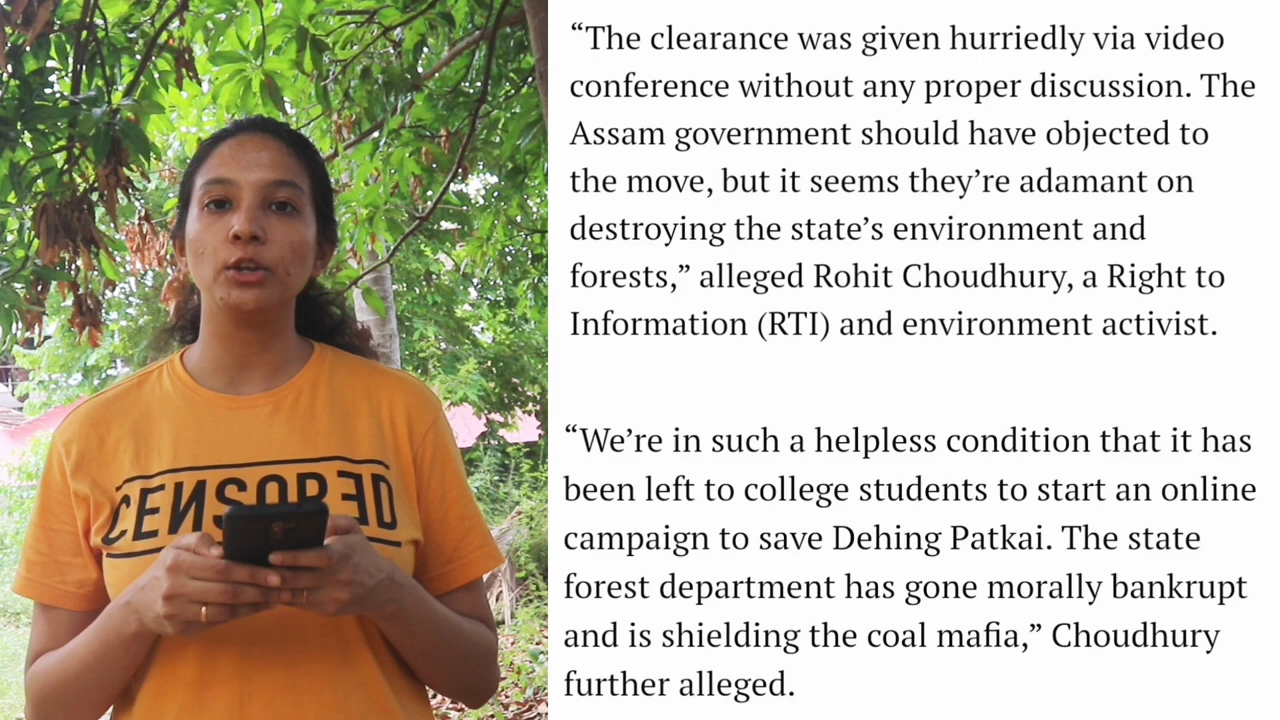 CENSORED
“The clearance was given hurriedly via video
conference without any proper discussion. The
Assam government should have objected to
the move, but it seems they’re adamant on
destroying the state’s environment and
forests,” alleged Rohit Choudhury, a Right to
Information (RTI) and environment activist.
“We’re in such a helpless condition that it has
been left to college students to start an online
campaign to save Dehing Patkai. The state
forest department has gone morally bankrupt
and is shielding the coal mafia,” Choudhury
further alleged.